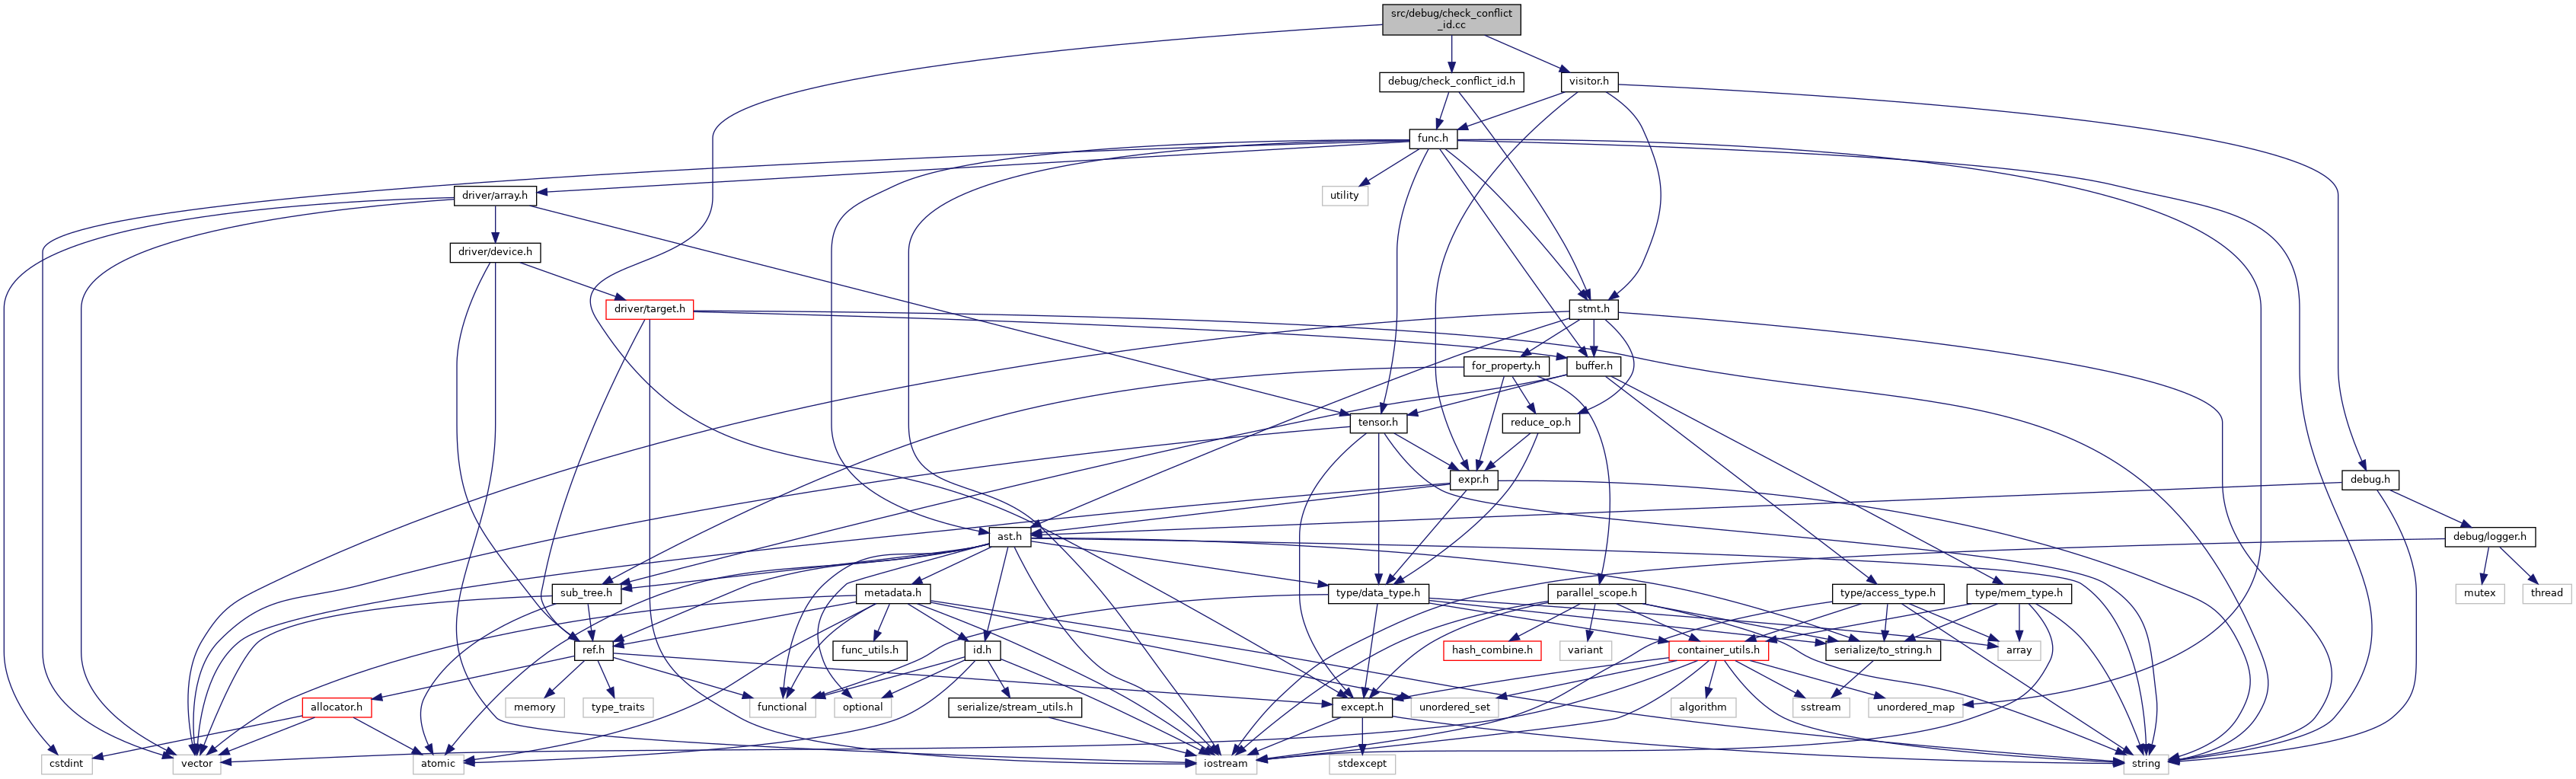 src/debug/check_conflict
_id.cc
debug/check_conflict_id.h
visitor.h
func.h
driver/array.h
utility
driver/device.h
driver/target.h
stmt.h
for_property.h
buffer.h
tensor.h
reduce_op.h
expr.h
debug.h
ast.h
debug/logger.h
sub_tree.h
metadata.h
type/data_type.h
parallel_scope.h
type/access_type.h
type/mem_type.h
mutex
thread
ref.h
func_utils.h
id.h
hash_combine.h
variant
container_utils.h
serialize/to_string.h
array
allocator.h
memory
type_traits
functional
optional
serialize/stream_utils.h
except.h
unordered_set
algorithm
sstream
unordered_map
cstdint
vector
atomic
iostream
stdexcept
string